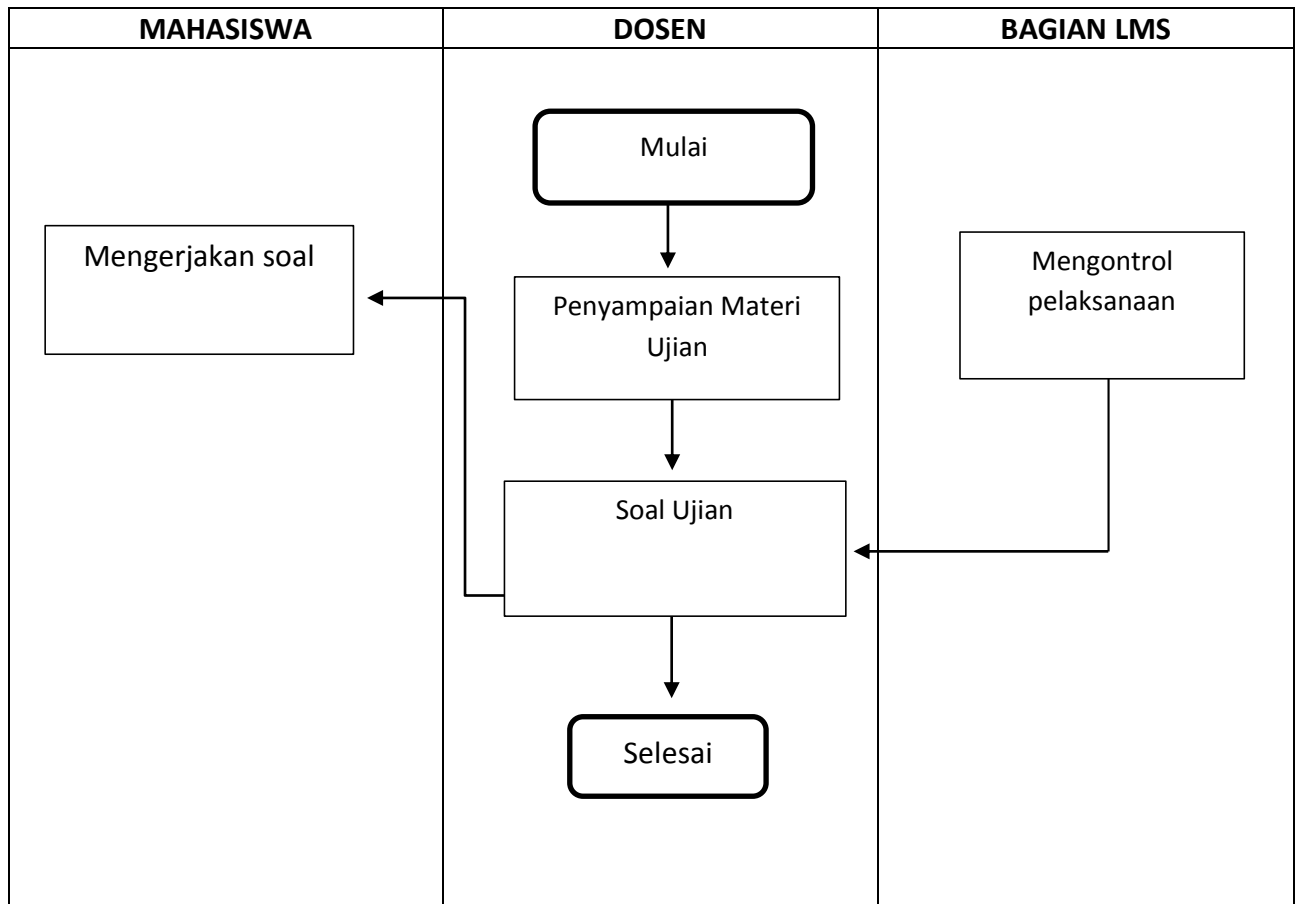 MAHASISWA
DOSEN
BAGIAN LMS
Mulai
Mengerjakan soal
Mengontrol
pelaksanaan
Penyampaian Materi
Ujian
Soal Ujian
Selesai